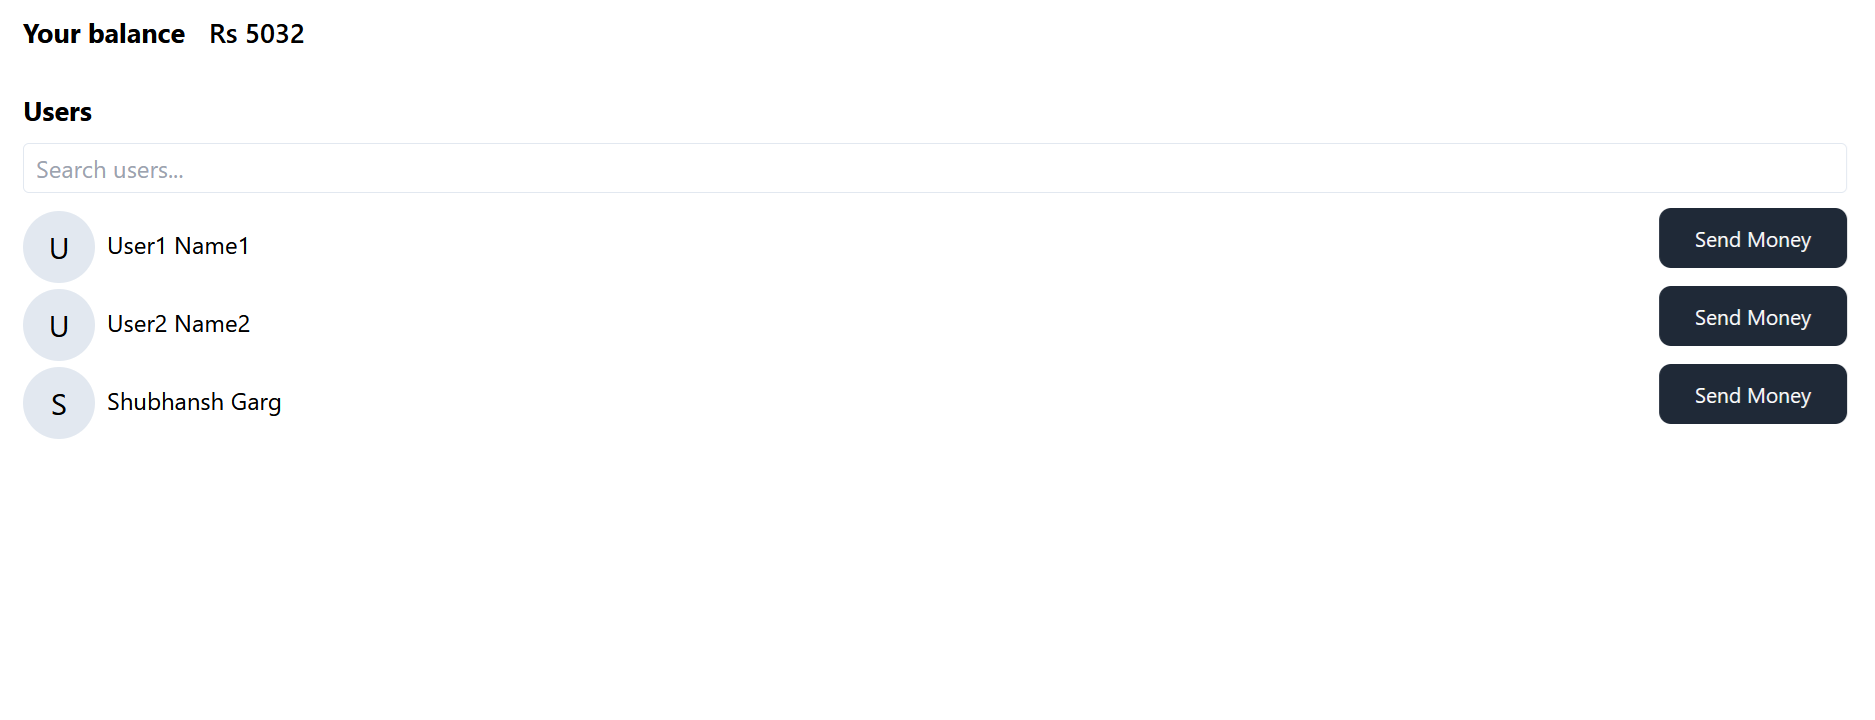 Your balance Rs 5032
Users
Search users...
U User1 Name1 Send Money
U User2 Name2 Send Money
S Shubhansh Garg Send Money